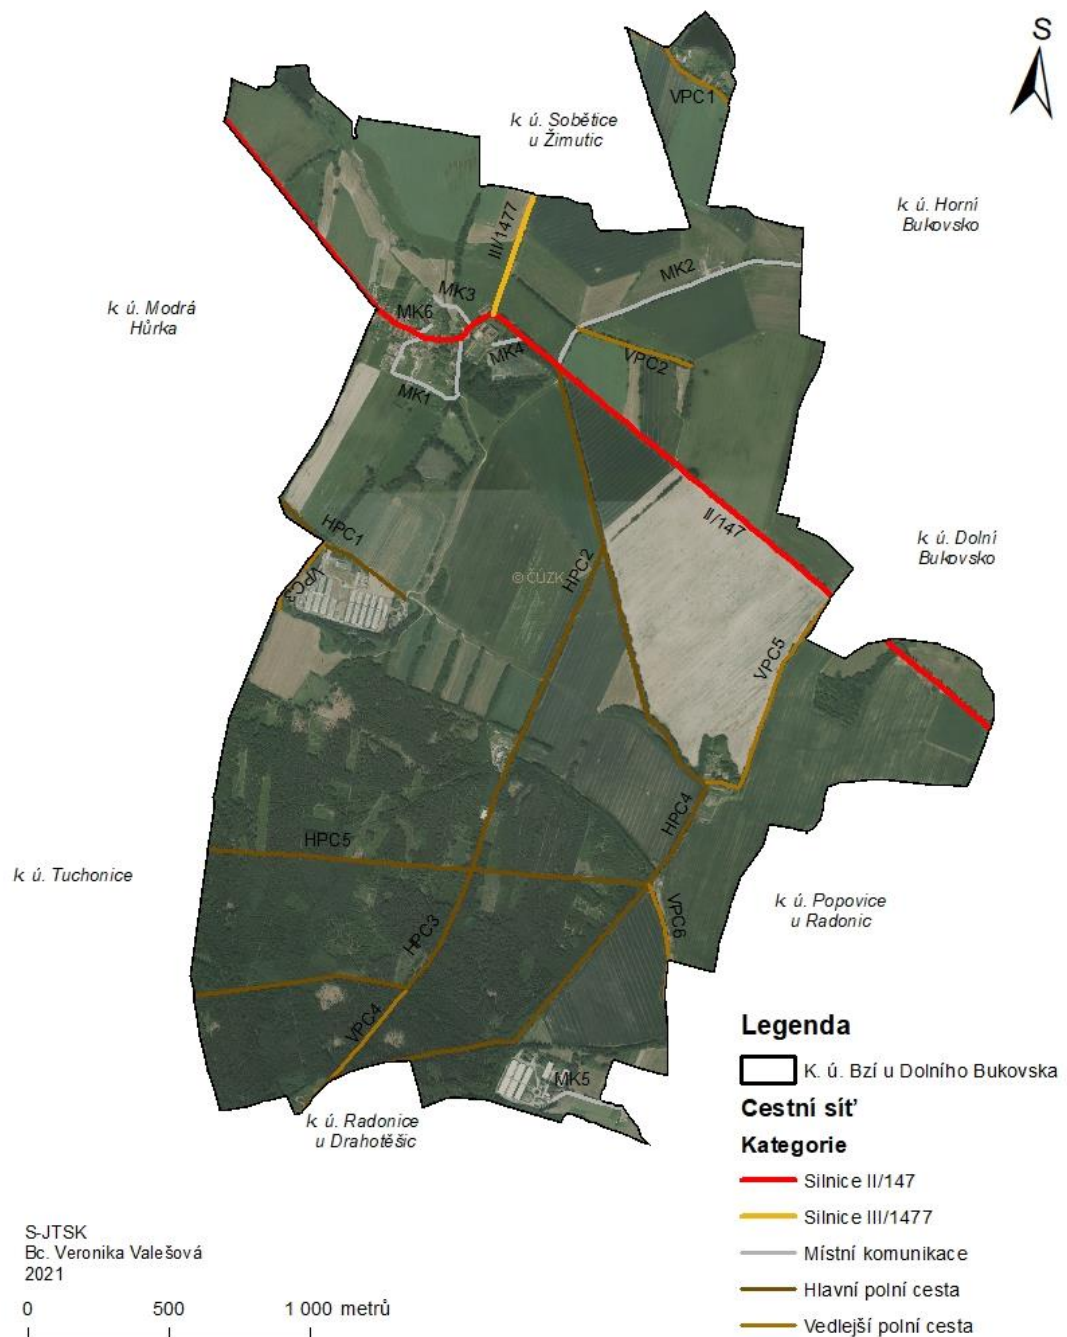 S
VPC1
k. ú. Sobětice
u Žimutic
k. ú. Horní
Bukovsko
III/1477
MK2
MK3
k. ú. Modrá
Hůrka
MK6
MK4
VPC2
MK1
II/147
HPC1
k. ú. Dolní
Bukovsko
HPC2
©ČÚZK
VPC3
VPC5
HPC4
HPC5
k. ú. Tuchonice
k. ú. Popovice
u Radonic
VPC6
HPC3
VPC4
MK5
k. ú. Radonice
u Drahotěšic
Legenda
K. ú. Bzí u Dolního Bukovska
Cestní síť
Kategorie
Silnice II/147
Silnice III/1477
Místní komunikace
Hlavní polní cesta
Vedlejší polní cesta
S-JTSK
Bc. Veronika Valešová
2021
0 500 1 000 metrů